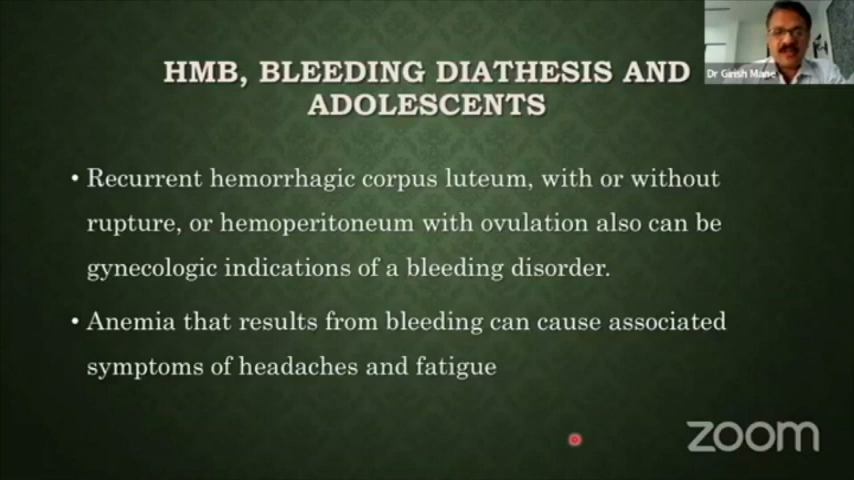 Dr Girish Mane
HMB, BLEEDING DIATHESIS AND
ADOLESCENTS
• Recurrent hemorrhagic corpus luteum, with or without
rupture, or hemoperitoneum with ovulation also can be
gynecologic indications of a bleeding disorder.
• Anemia that results from bleeding can cause associated
symptoms of headaches and fatigue
zoom